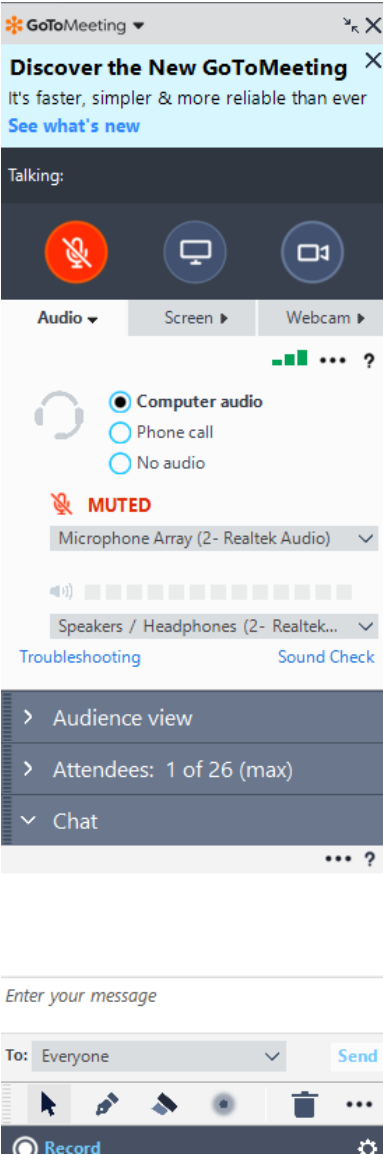 GoToMeeting
Discover the New GoToMeeting
It's faster, simpler & more reliable than ever
See what's new
Talking:
Audio Screen Webcam
... ?
Computer audio
Phone call
No audio
MUTED
Microphone Array (2- Realtek Audio)
Speakers / Headphones (2- Realtek...
Troubleshooting Sound Check
Audience view
Attendees: 1 of 26 (max)
Chat
... ?
Enter your message
To: Everyone Send
...
Record